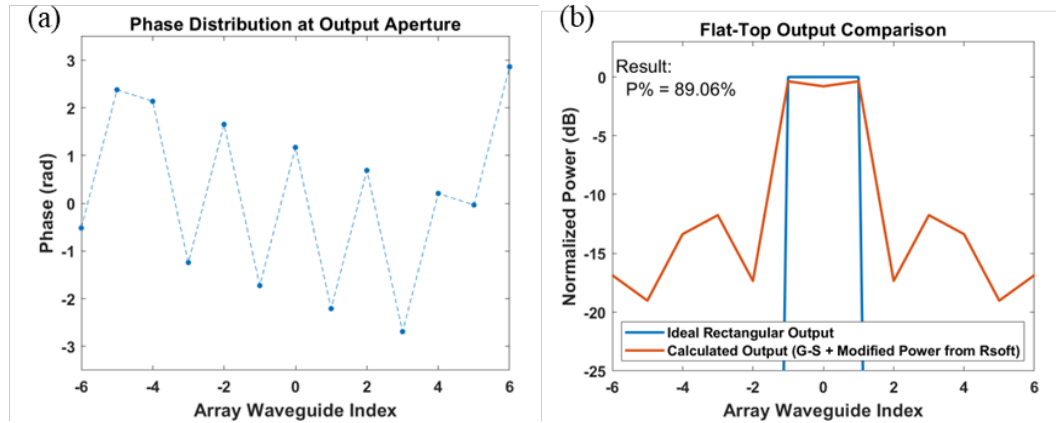 (a)
Phase Distribution at Output Aperture
3
2
1
0
-1
-2
-3
Phase (rad)
-6
-4
-2
0
2
4
6
Array Waveguide Index
(b)
Flat-Top Output Comparison
Result:
P% = 89.06%
0
-5
-10
-15
-20
-25
Normalized Power (dB)
Ideal Rectangular Output
Calculated Output (G-S + Modified Power from Rsoft)
-6
-4
-2
0
2
4
6
Array Waveguide Index